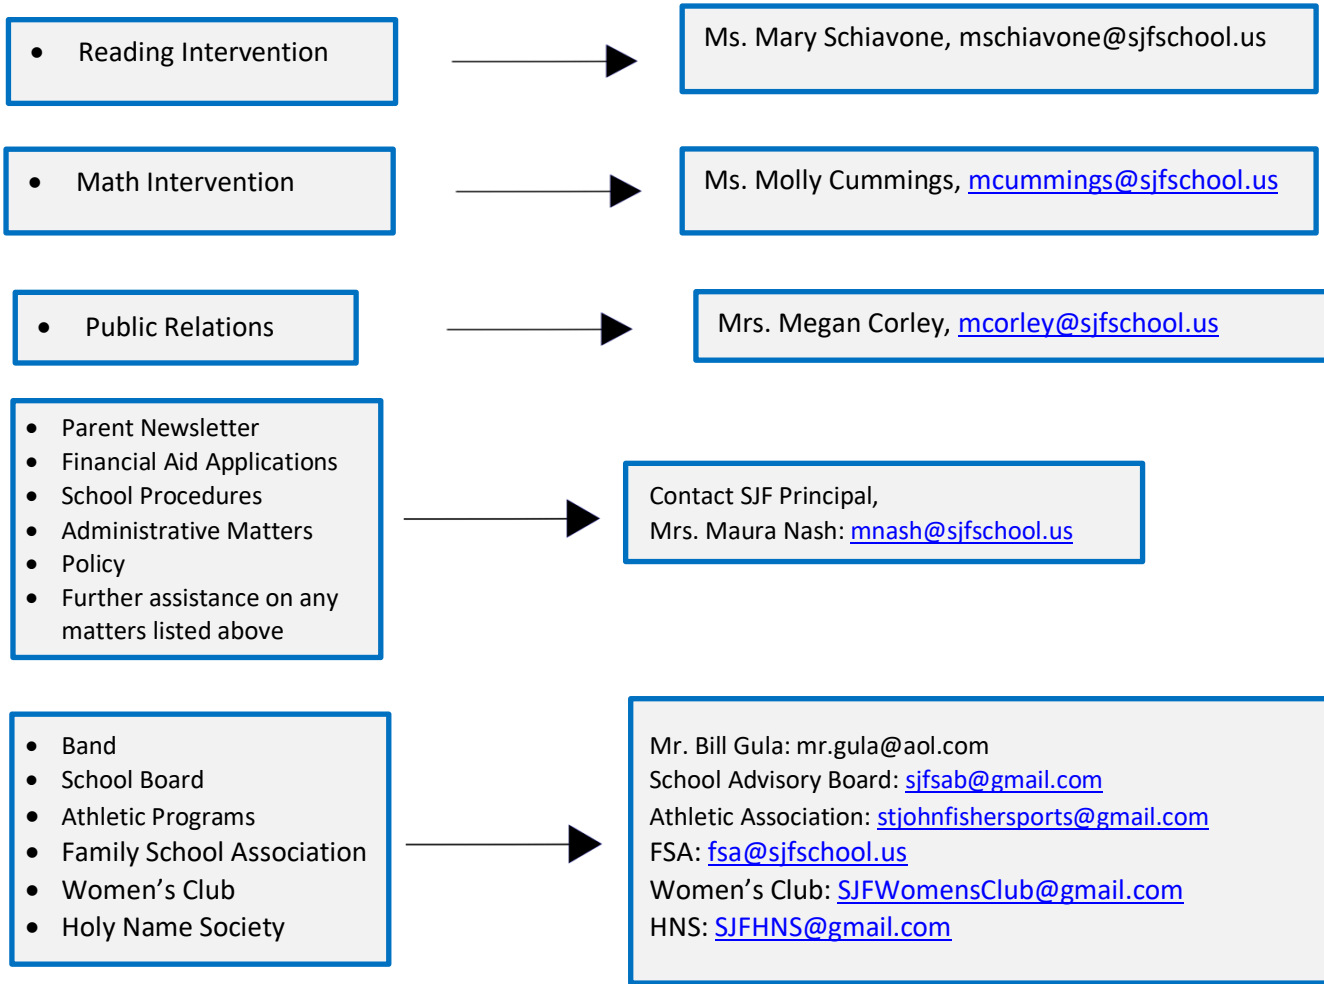 • Reading Intervention
Ms. Mary Schiavone, mschiavone@sjfschool.us
• Math Intervention
Ms. Molly Cummings, mcummings@sjfschool.us
• Public Relations
Mrs. Megan Corley, mcorley@sjfschool.us
• Parent Newsletter
• Financial Aid Applications
• School Procedures
• Administrative Matters
• Policy
• Further assistance on any
matters listed above
Contact SJF Principal,
Mrs. Maura Nash: mnash@sjfschool.us
• Band
• School Board
• Athletic Programs
• Family School Association
• Women’s Club
• Holy Name Society
Mr. Bill Gula: mr.gula@aol.com
School Advisory Board: sjfsab@gmail.com
Athletic Association: stjohnfishersports@gmail.com
FSA: fsa@sjfschool.us
Women’s Club: SJFWomensClub@gmail.com
HNS: SJFHNS@gmail.com